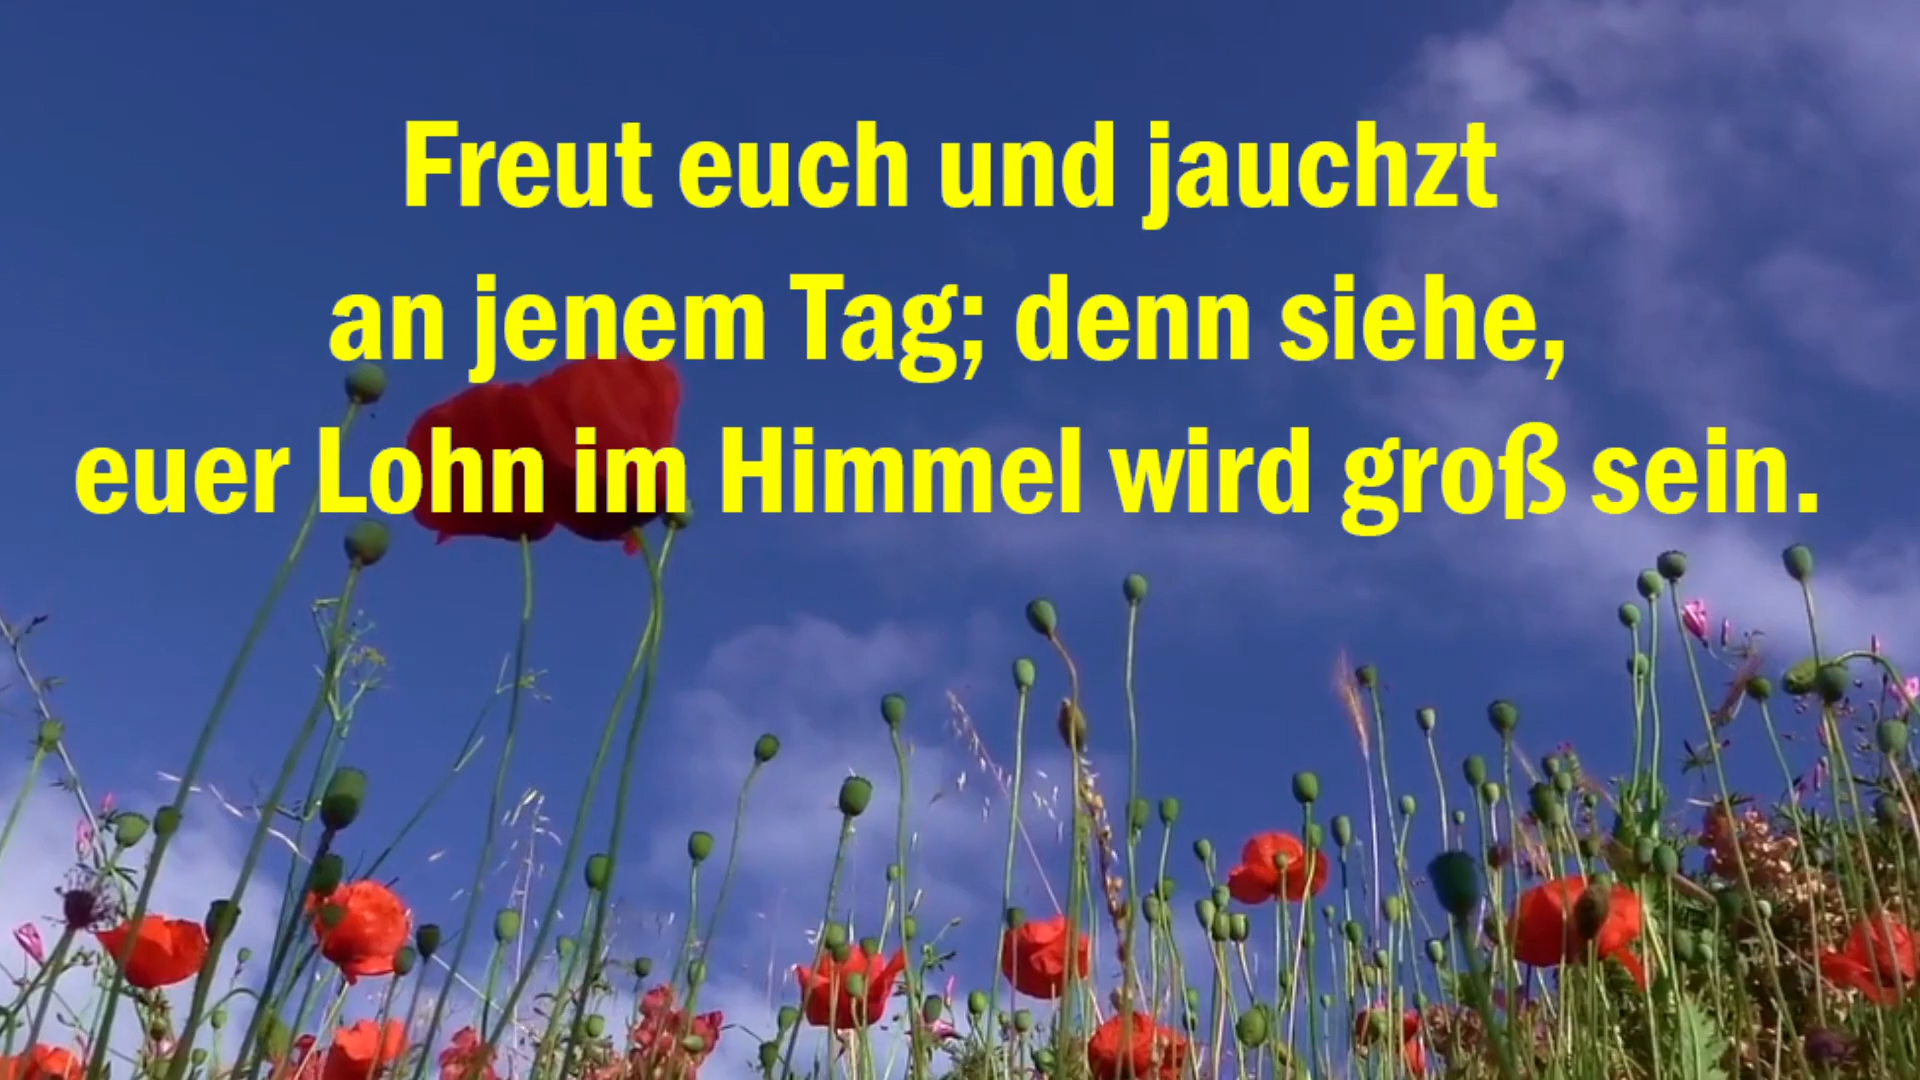 Freut euch und jauchzt
an jenem Tag; denn siehe,
euer Lohn im Himmel wird groß sein.